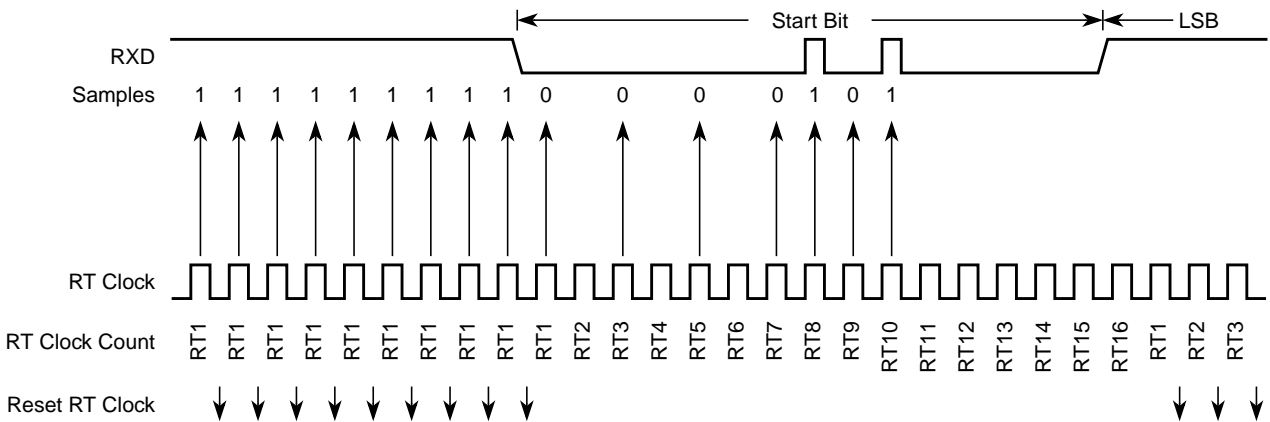 Start Bit LSB
RXD
Samples 1 1 1 1 1 1 1 1 1 0 0 0 0 1 0 1
RT Clock
RT Clock Count RT1 RT1 RT1 RT1 RT1 RT1 RT1 RT1 RT1 RT1 RT2 RT3 RT4 RT5 RT6 RT7 RT8 RT9 RT10 RT11 RT12 RT13 RT14 RT15 RT16 RT1 RT2 RT3
Reset RT Clock